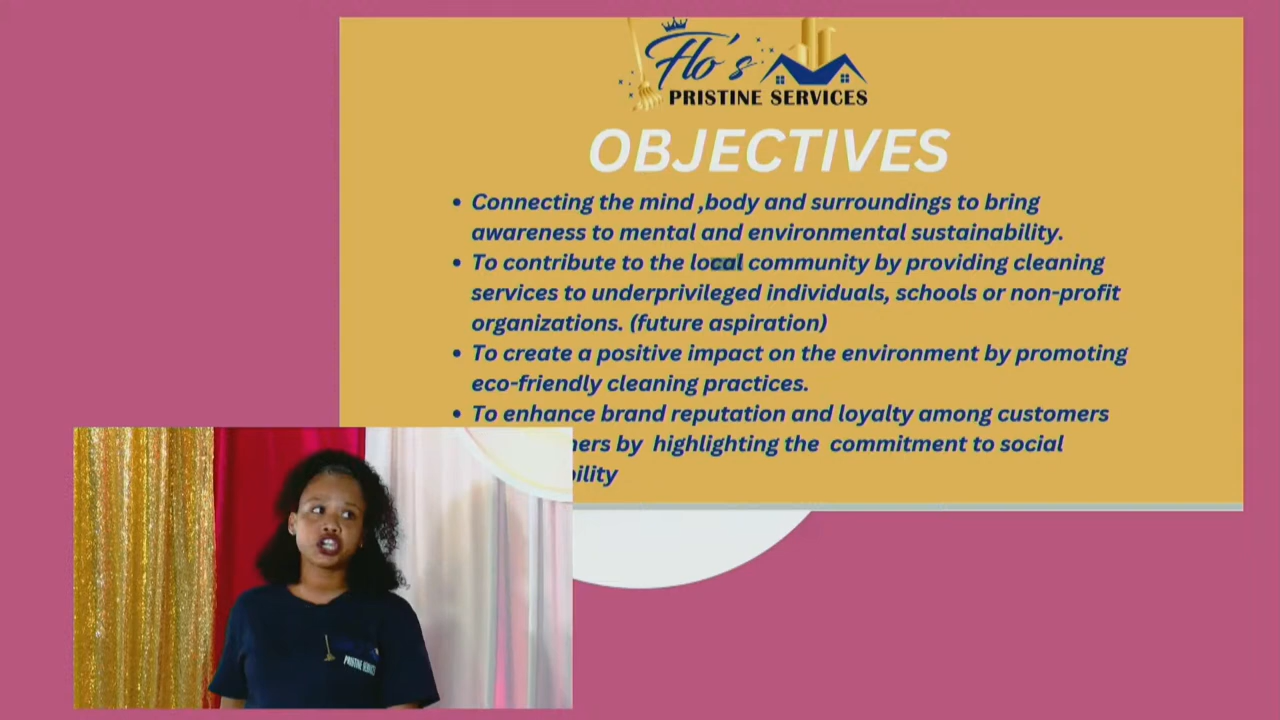 Flo's
PRISTINE SERVICES
OBJECTIVES
• Connecting the mind ,body and surroundings to bring
awareness to mental and environmental sustainability.
• To contribute to the local community by providing cleaning
services to underprivileged individuals, schools or non-profit
organizations. (future aspiration)
• To create a positive impact on the environment by promoting
eco-friendly cleaning practices.
• To enhance brand reputation and loyalty among customers
by highlighting the commitment to social
PRISTINE SERVICES